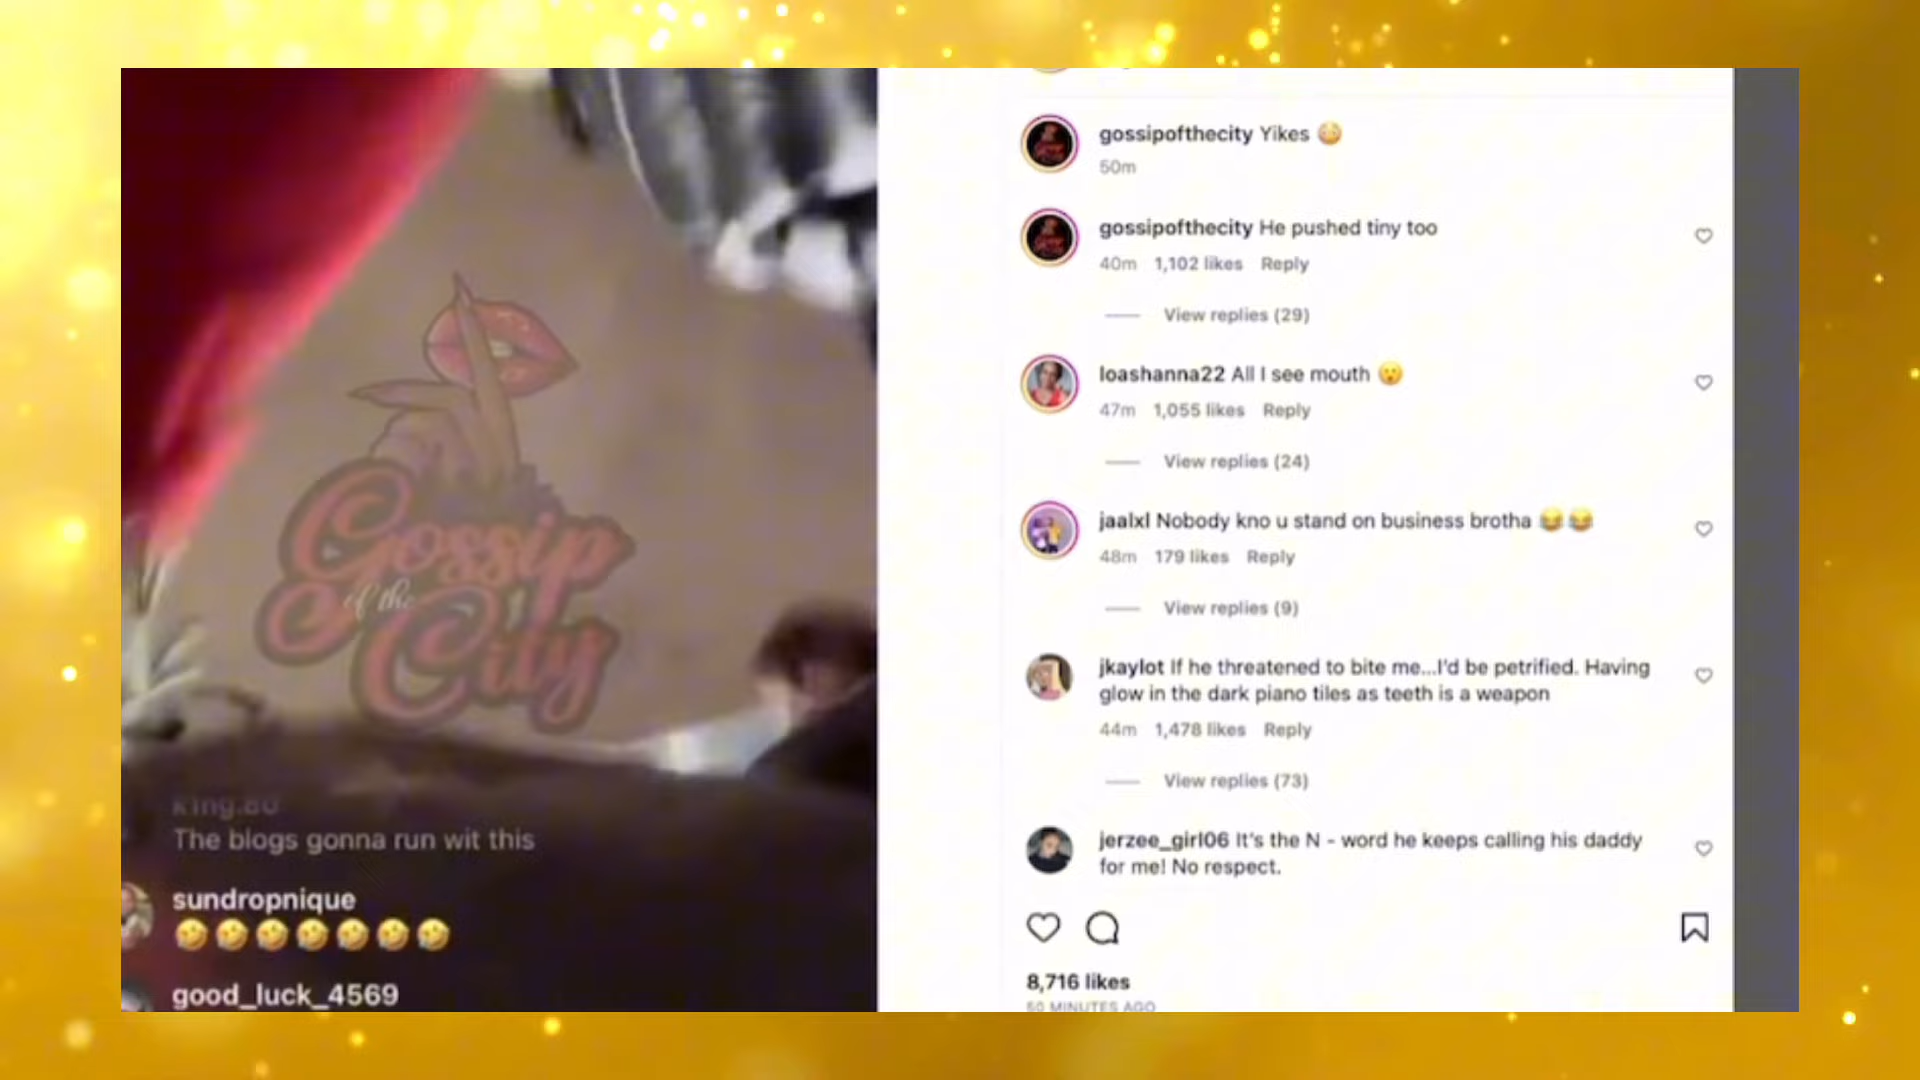 Gossip
of the
City
king.80
The blogs gonna run wit this
sundropnique
🤣🤣🤣🤣🤣🤣🤣
good_luck_4569
gossipofthecity Yikes 😳
50m
gossipofthecity He pushed tiny too
40m 1,102 likes Reply
View replies (29)
loashanna22 All I see mouth 😮
47m 1,055 likes Reply
View replies (24)
jaalxl Nobody kno u stand on business brotha 😂😂
48m 179 likes Reply
View replies (9)
jkaylot If he threatened to bite me...I'd be petrified. Having
glow in the dark piano tiles as teeth is a weapon
44m 1,478 likes Reply
View replies (73)
jerzee_girl06 It's the N - word he keeps calling his daddy
for me! No respect.
8,716 likes
50 MINUTES AGO